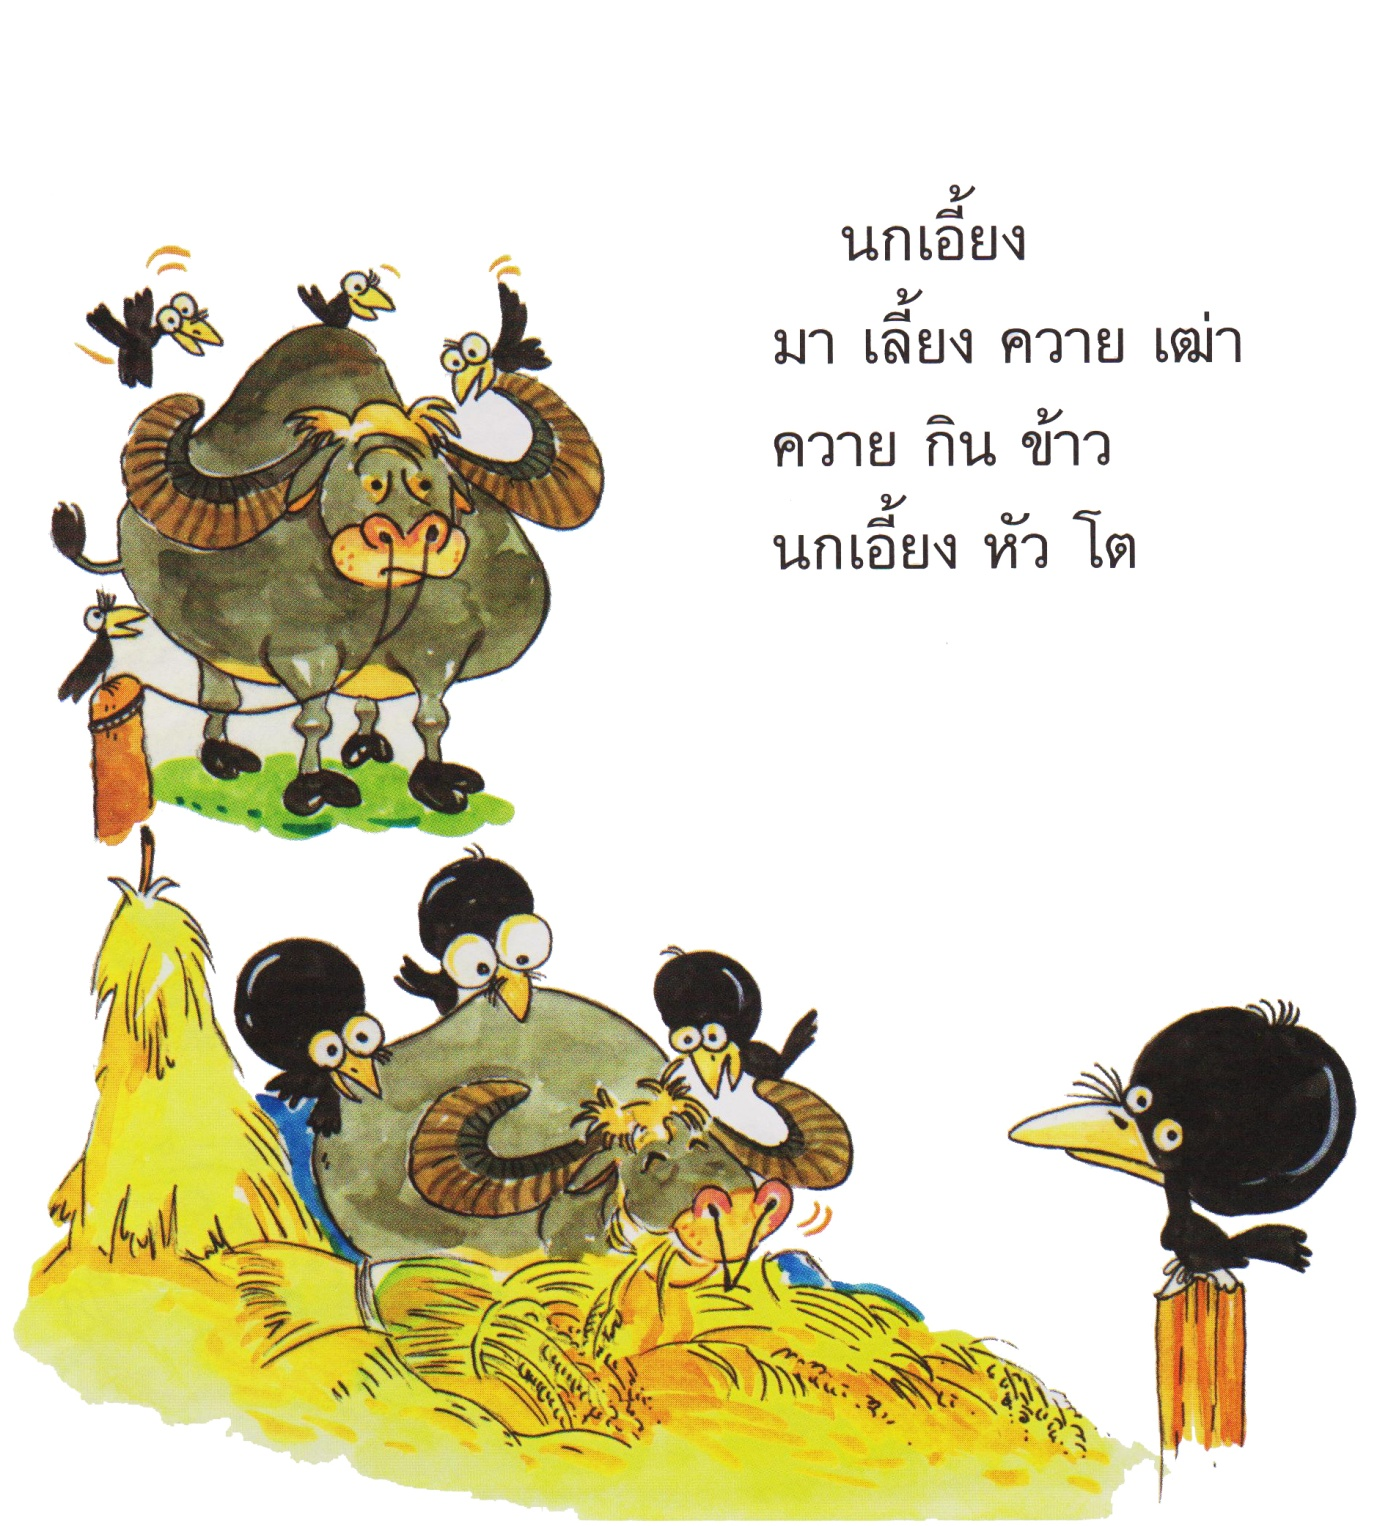 นกเอี้ยง
มา เลี้ยง ควาย เฒ่า
ควาย กิน ข้าว
นกเอี้ยง หัว โต